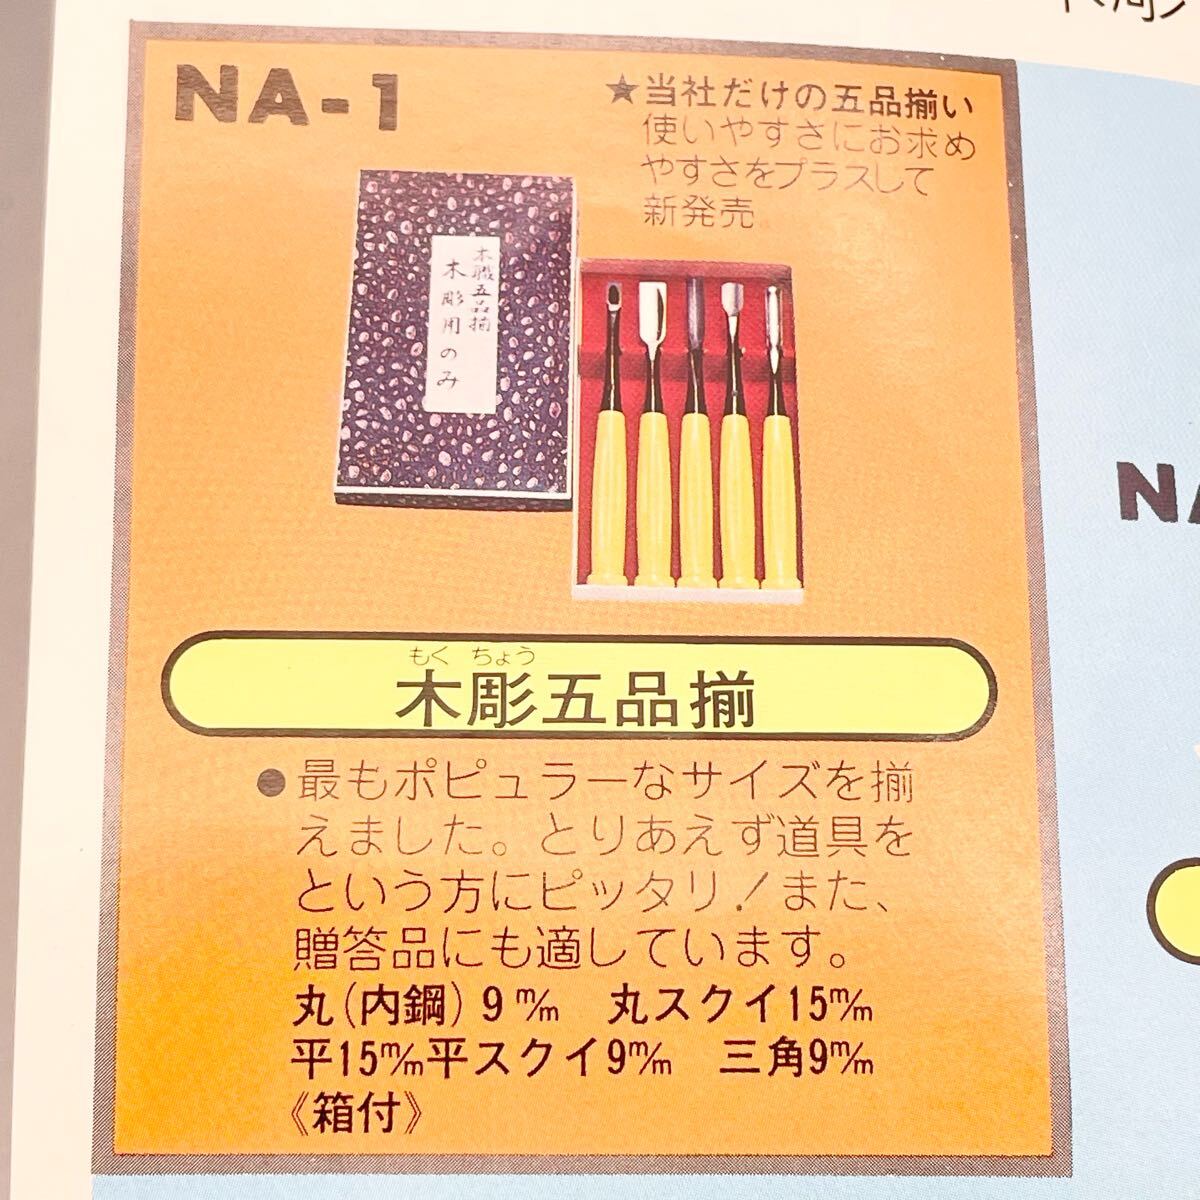 NA-1
★当社だけの五品揃い
使いやすさにお求め
やすさをプラスして
新発売
木職五品揃
木彫用のみ
もく ちょう
木彫五品揃
●最もポピュラーなサイズを揃
えました。とりあえず道具を
という方にピッタリ！また、
贈答品にも適しています。
丸(内鋼) 9m/m 丸スクイ15m/m
平15m/m平スクイ9m/m 三角9m/m
《箱付》
NA